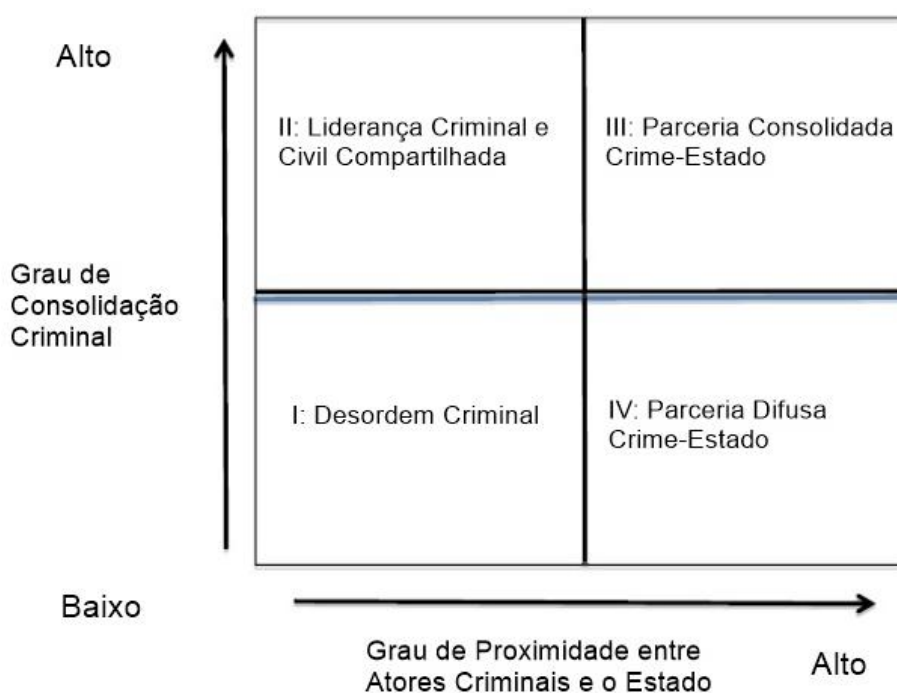 Alto
II: Liderança Criminal e
Civil Compartilhada
III: Parceria Consolidada
Crime-Estado
Grau de
Consolidação
Criminal
I: Desordem Criminal
IV: Parceria Difusa
Crime-Estado
Baixo
Grau de Proximidade entre
Atores Criminais e o Estado
Alto